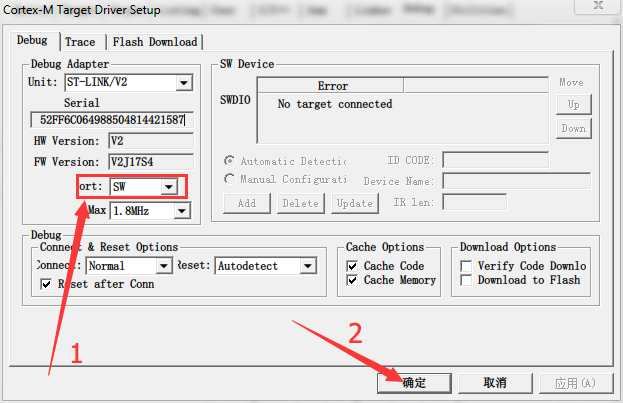 Cortex-M Target Driver Setup
Debug
Debug Trace Flash Download
Debug Adapter
Unit: ST-LINK/V2
Serial
52FF6C064988504814421587
HW Version: V2
FW Version: V2J17S4
ort: SW
Max 1.8MHz
SW Device
Error
SWDIO No target connected
Move
Up
Down
Automatic Detectic
Manual Configurati
ID CODE:
Device Name:
Add Delete Update
IR len:
Debug
Connect & Reset Options
Connect: Normal Reset: Autodetect
Reset after Conn
Cache Options
Cache Code
Cache Memory
Download Options
Verify Code Downlo
Download to Flash
1
2
确定 取消 应用(A)